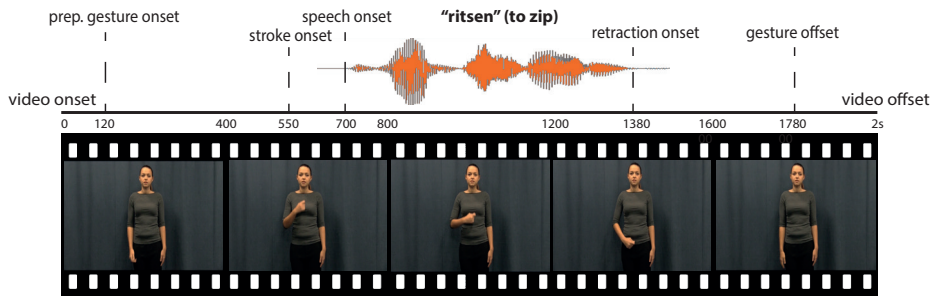 prep. gesture onset
speech onset
"ritsen" (to zip)
stroke onset
retraction onset
gesture offset
video onset
video offset
0 120 400 550 700 800 1200 1380 1600 1780 2s